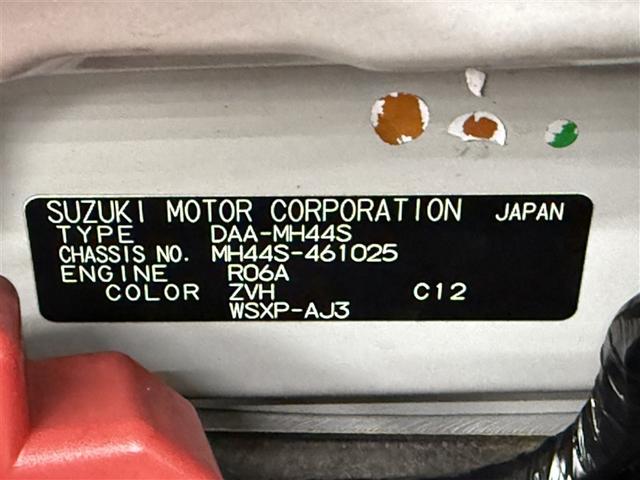 SUZUKI MOTOR CORPORATION JAPAN
TYPE DAA-MH44S
CHASSIS NO. MH44S-461025
ENGINE R06A
COLOR ZVH C12
WSXP-AJ3